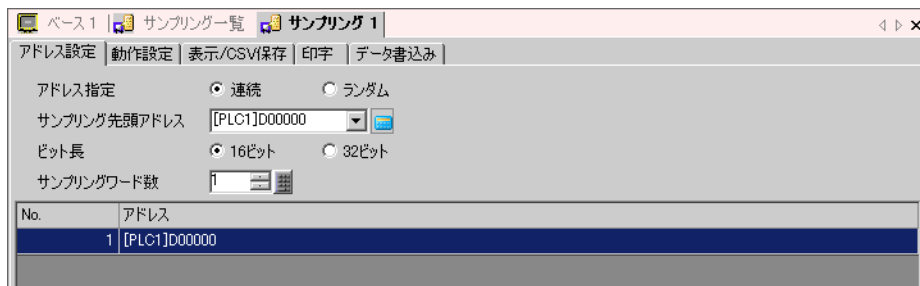 ベース 1 サンプリング一覧 サンプリング 1
アドレス設定 動作設定 表示/CSV保存 印字 データ書込み
アドレス指定 連続 ランダム
サンプリング先頭アドレス [PLC1]D00000
ビット長 16ビット 32ビット
サンプリングワード数 1
No. アドレス
1 [PLC1]D00000